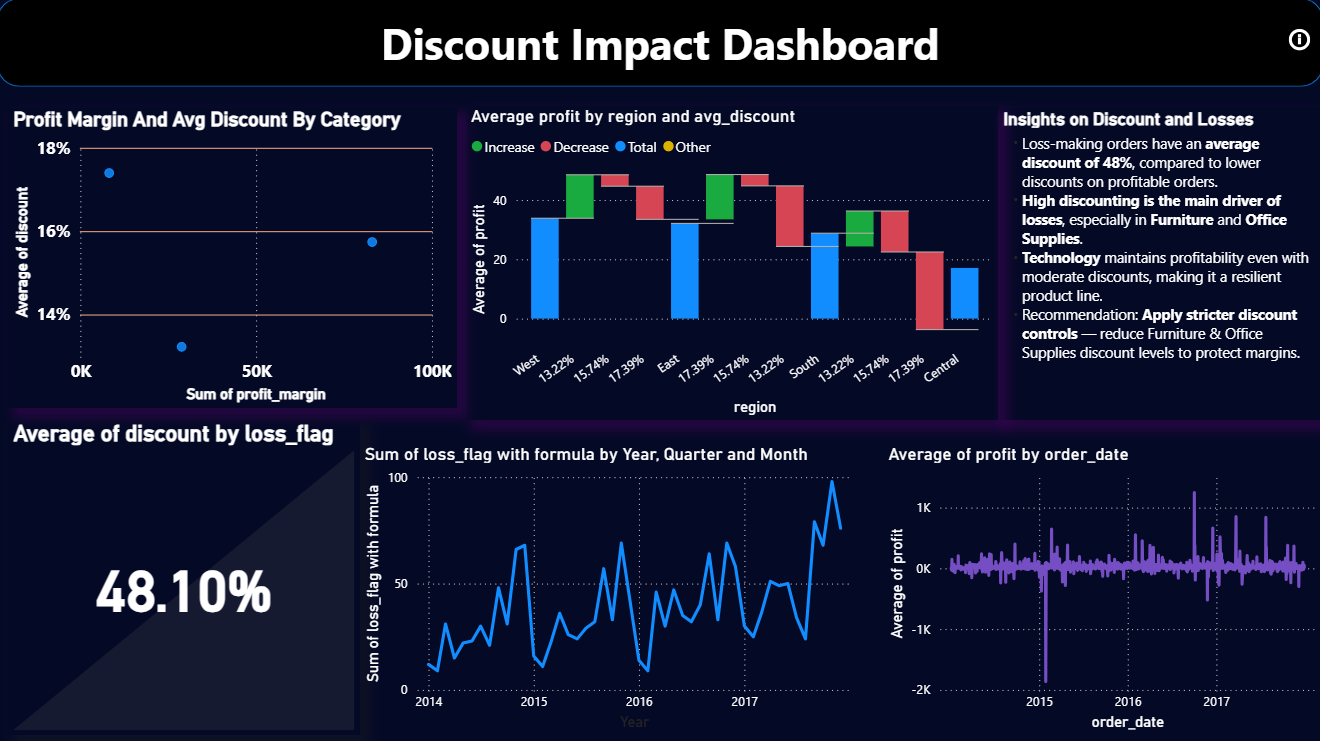 Discount Impact Dashboard
Profit Margin And Avg Discount By Category
18%
16%
14%
Average of discount
0K 50K 100K
Sum of profit_margin
Average profit by region and avg_discount
Increase Decrease Total Other
40
20
0
Average of profit
West 13.22% 15.74% 17.39% East 17.39% 15.74% 13.22% South 13.22% 15.74% 17.39% Central
region
Insights on Discount and Losses
Loss-making orders have an average
discount of 48%, compared to lower
discounts on profitable orders.
High discounting is the main driver of
losses, especially in Furniture and Office
Supplies.
Technology maintains profitability even with
moderate discounts, making it a resilient
product line.
Recommendation: Apply stricter discount
controls — reduce Furniture & Office
Supplies discount levels to protect margins.
Average of discount by loss_flag
48.10%
Sum of loss_flag with formula by Year, Quarter and Month
100
50
0
Sum of loss_flag with formula
2014 2015 2016 2017
Year
Average of profit by order_date
1K
0K
-1K
-2K
Average of profit
2015 2016 2017
order_date